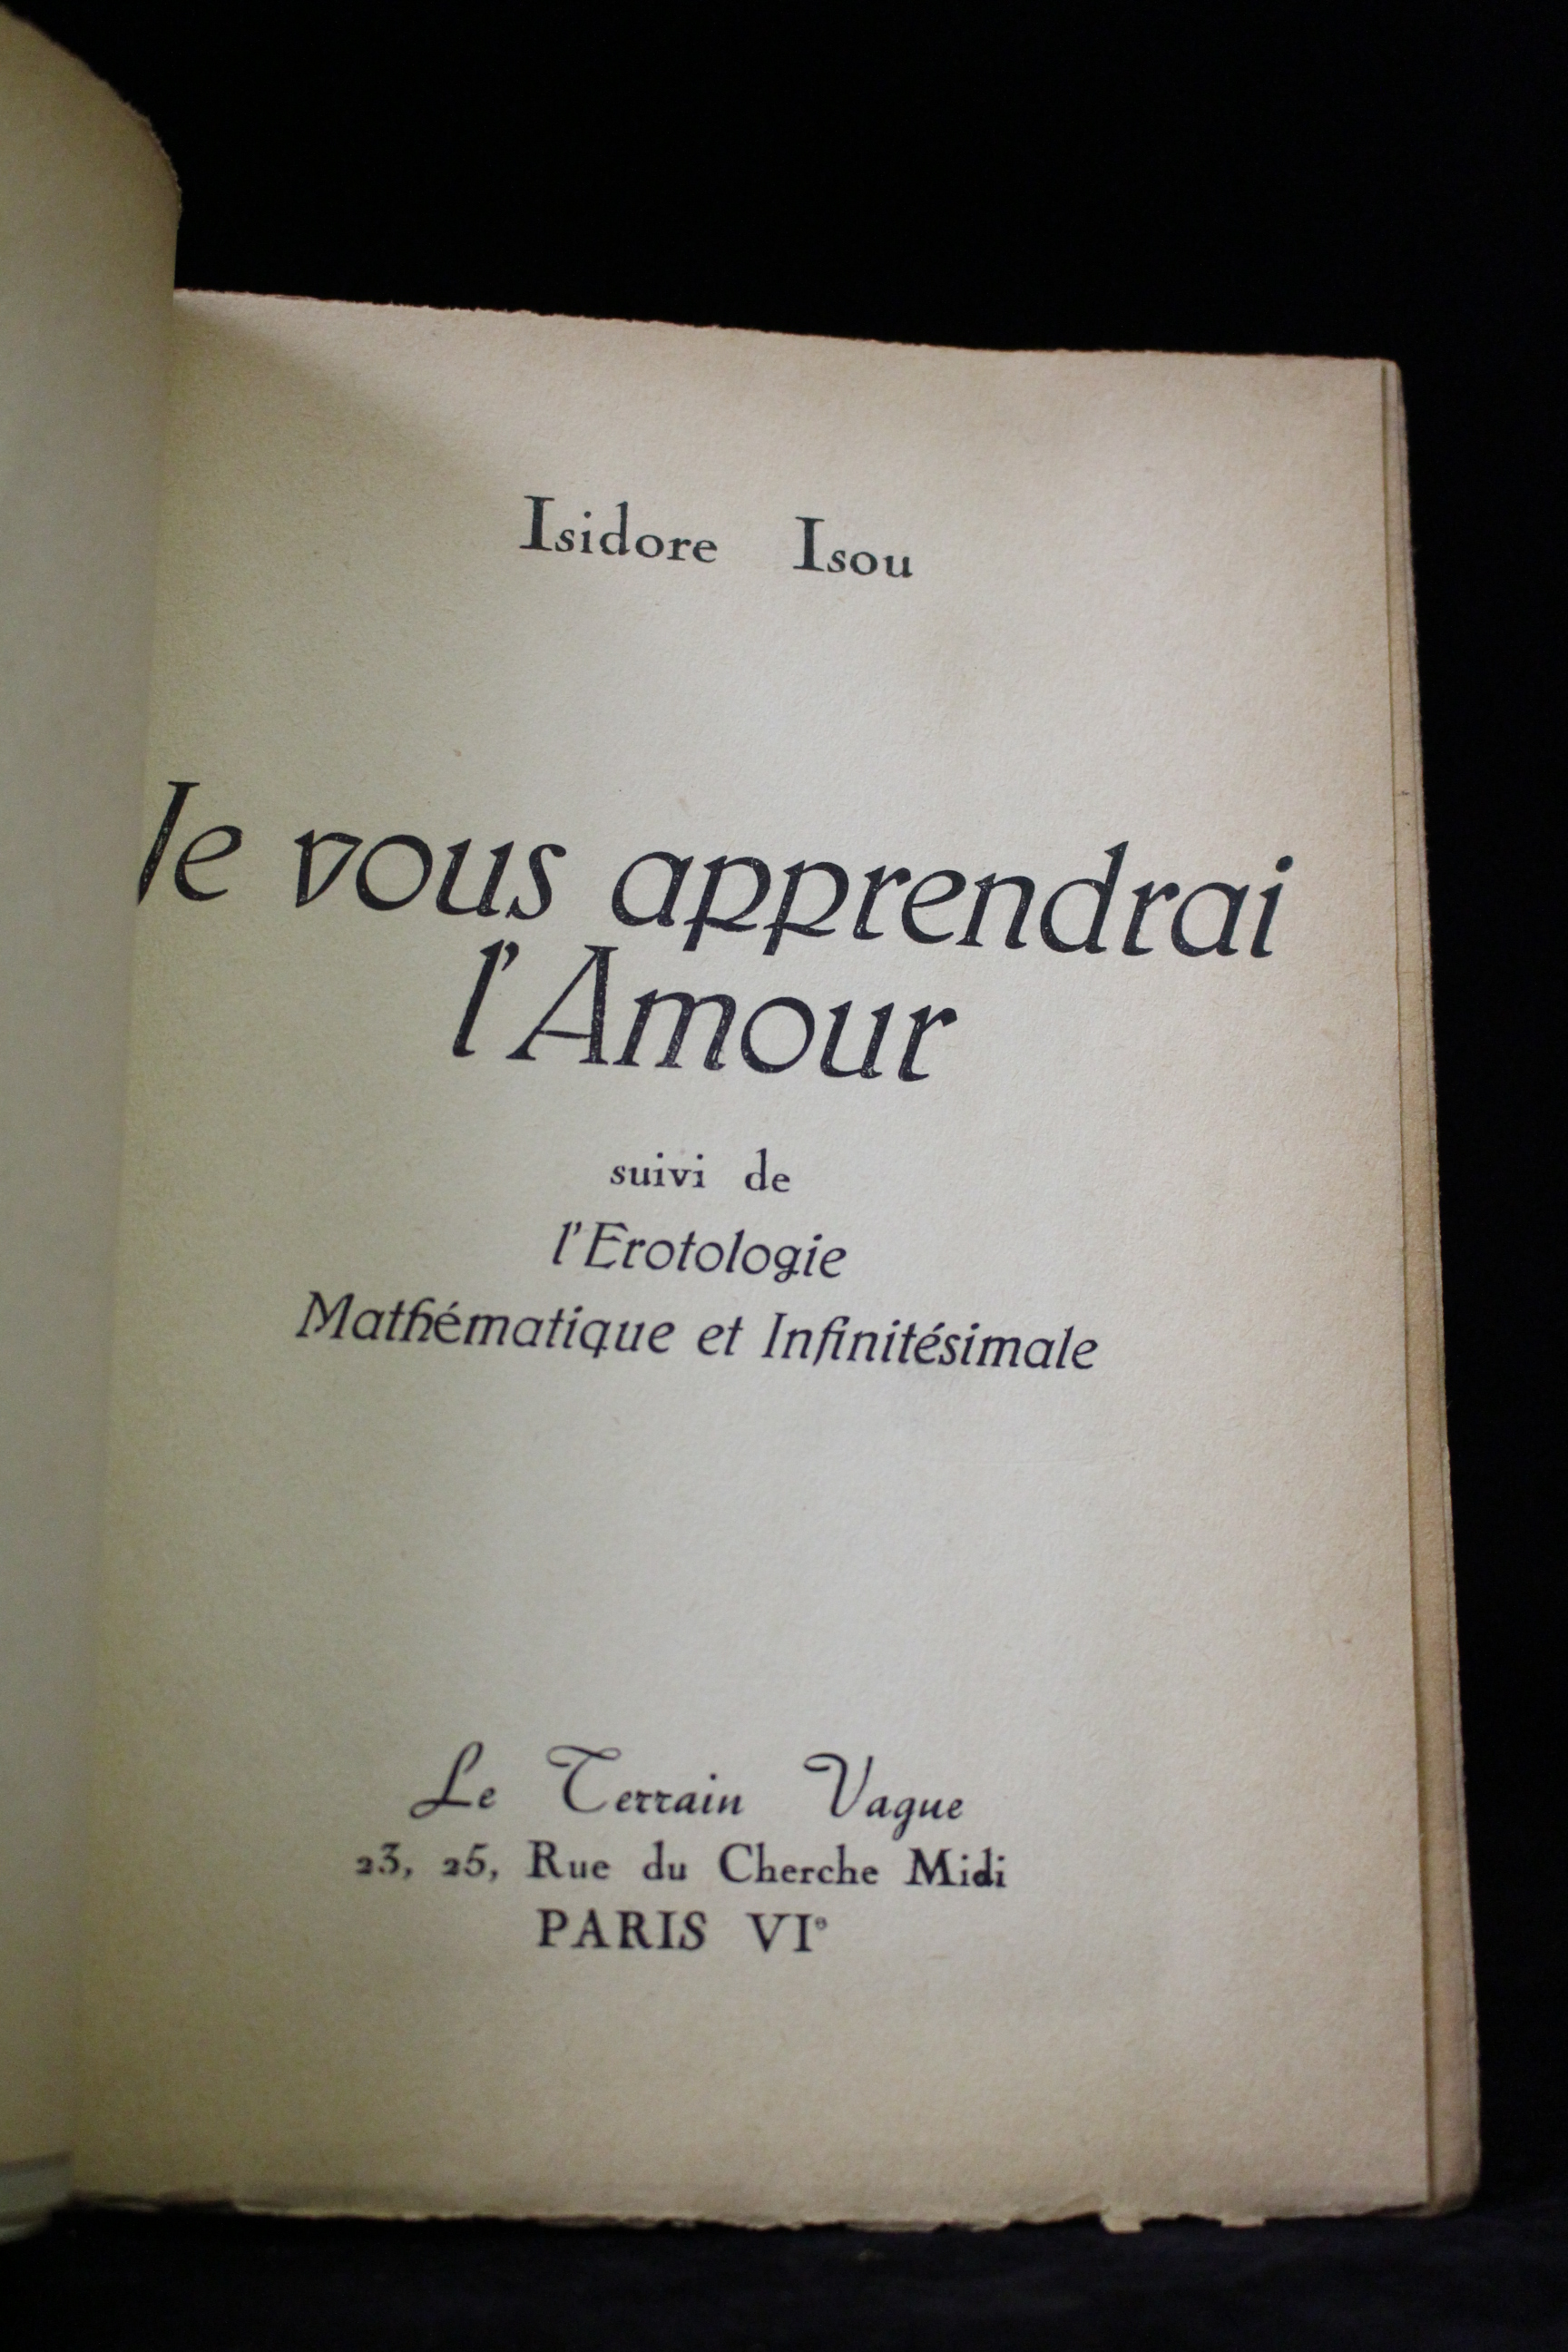 Isidore Isou
Je vous apprendrai
l'Amour
suivi de
l'Erotologie
Mathématique et Infinitésimale
Le Terrain Vague
23, 25, Rue du Cherche Midi
PARIS VIe